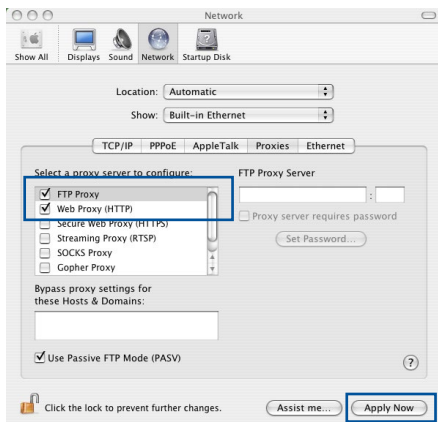 Network
Show All Displays Sound Network Startup Disk
Location: Automatic
Show: Built-in Ethernet
TCP/IP PPPoE AppleTalk Proxies Ethernet
Select a proxy server to configure: FTP Proxy Server
FTP Proxy :
Web Proxy (HTTP) Proxy server requires password
Secure Web Proxy (HTTPS)
Streaming Proxy (RTSP) Set Password...
SOCKS Proxy
Gopher Proxy
Bypass proxy settings for
these Hosts & Domains:
Use Passive FTP Mode (PASV) ?
Click the lock to prevent further changes. Assist me... Apply Now